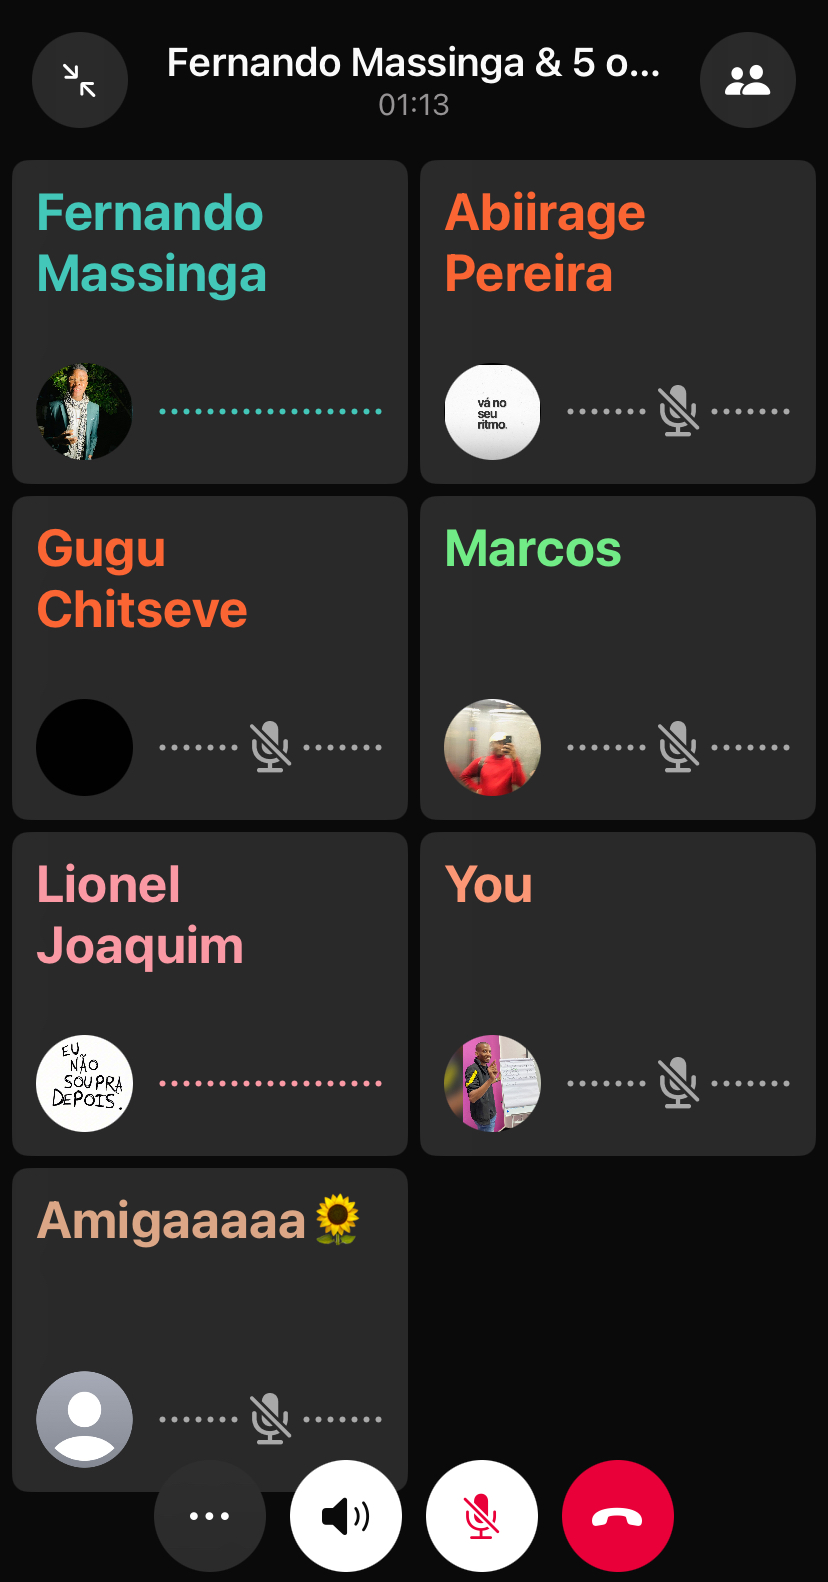 Fernando Massinga & 5 o...
01:13
Fernando
Massinga
Abiirage
Pereira
vá no
seu
ritmo.
Gugu
Chitseve
Marcos
Lionel
Joaquim
EU
NÃO
SOU PRA
DEPOIS.
You
Amigaaaaa🌻